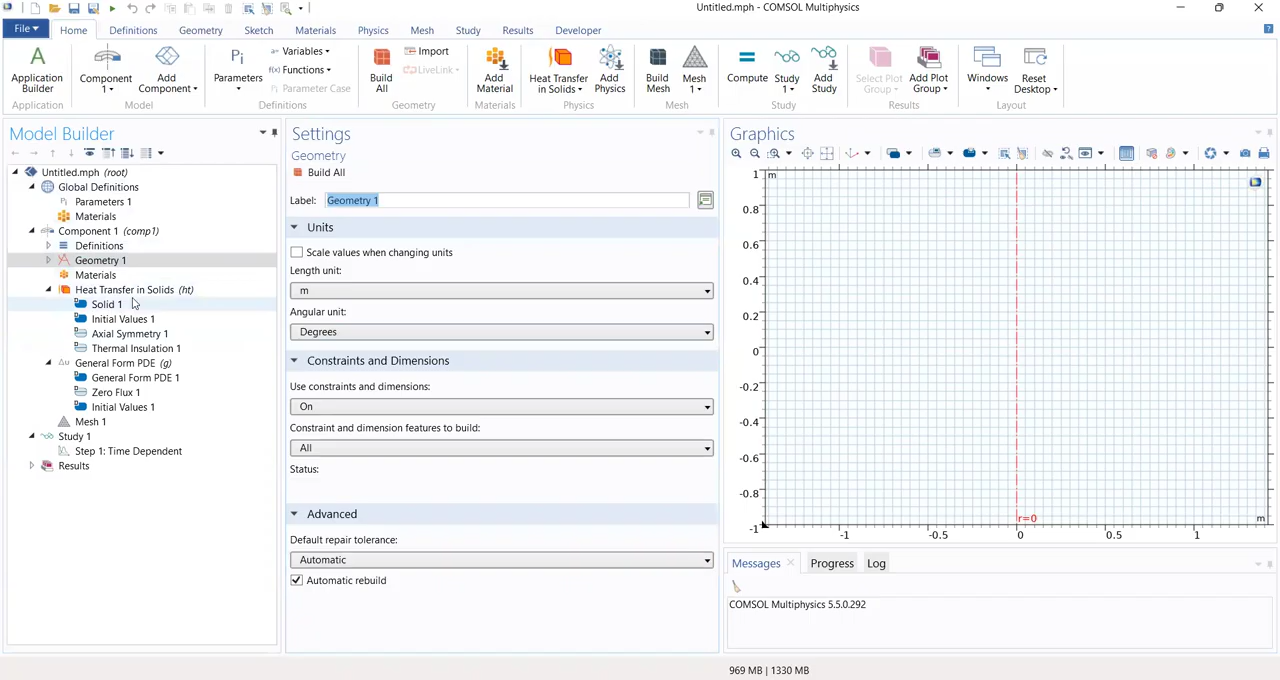 Untitled.mph - COMSOL Multiphysics
File
Home
Definitions
Geometry
Sketch
Materials
Physics
Mesh
Study
Results
Developer
Application Builder
Application
Component 1
Add Component
Model
Parameters
Variables
Functions
Parameter Case
Definitions
Build All
Import
LiveLink
Geometry
Add Material
Materials
Heat Transfer in Solids
Add Physics
Physics
Build Mesh
Mesh 1
Mesh
Compute
Study 1
Add Study
Study
Select Plot Group
Add Plot Group
Results
Windows
Reset Desktop
Layout
Model Builder
Untitled.mph (root)
Global Definitions
Parameters 1
Materials
Component 1 (comp1)
Definitions
Geometry 1
Materials
Heat Transfer in Solids (ht)
Solid 1
Initial Values 1
Axial Symmetry 1
Thermal Insulation 1
Δu General Form PDE (g)
General Form PDE 1
Zero Flux 1
Initial Values 1
Mesh 1
Study 1
Step 1: Time Dependent
Results
Settings
Geometry
Build All
Label: Geometry 1
Units
Scale values when changing units
Length unit:
m
Angular unit:
Degrees
Constraints and Dimensions
Use constraints and dimensions:
On
Constraint and dimension features to build:
All
Status:
Advanced
Default repair tolerance:
Automatic
Automatic rebuild
Graphics
1
m
0.8
0.6
0.4
0.2
0
-0.2
-0.4
-0.6
-0.8
-1
r=0
m
-1 -0.5 0 0.5 1
Messages
Progress
Log
COMSOL Multiphysics 5.5.0.292
969 MB | 1330 MB